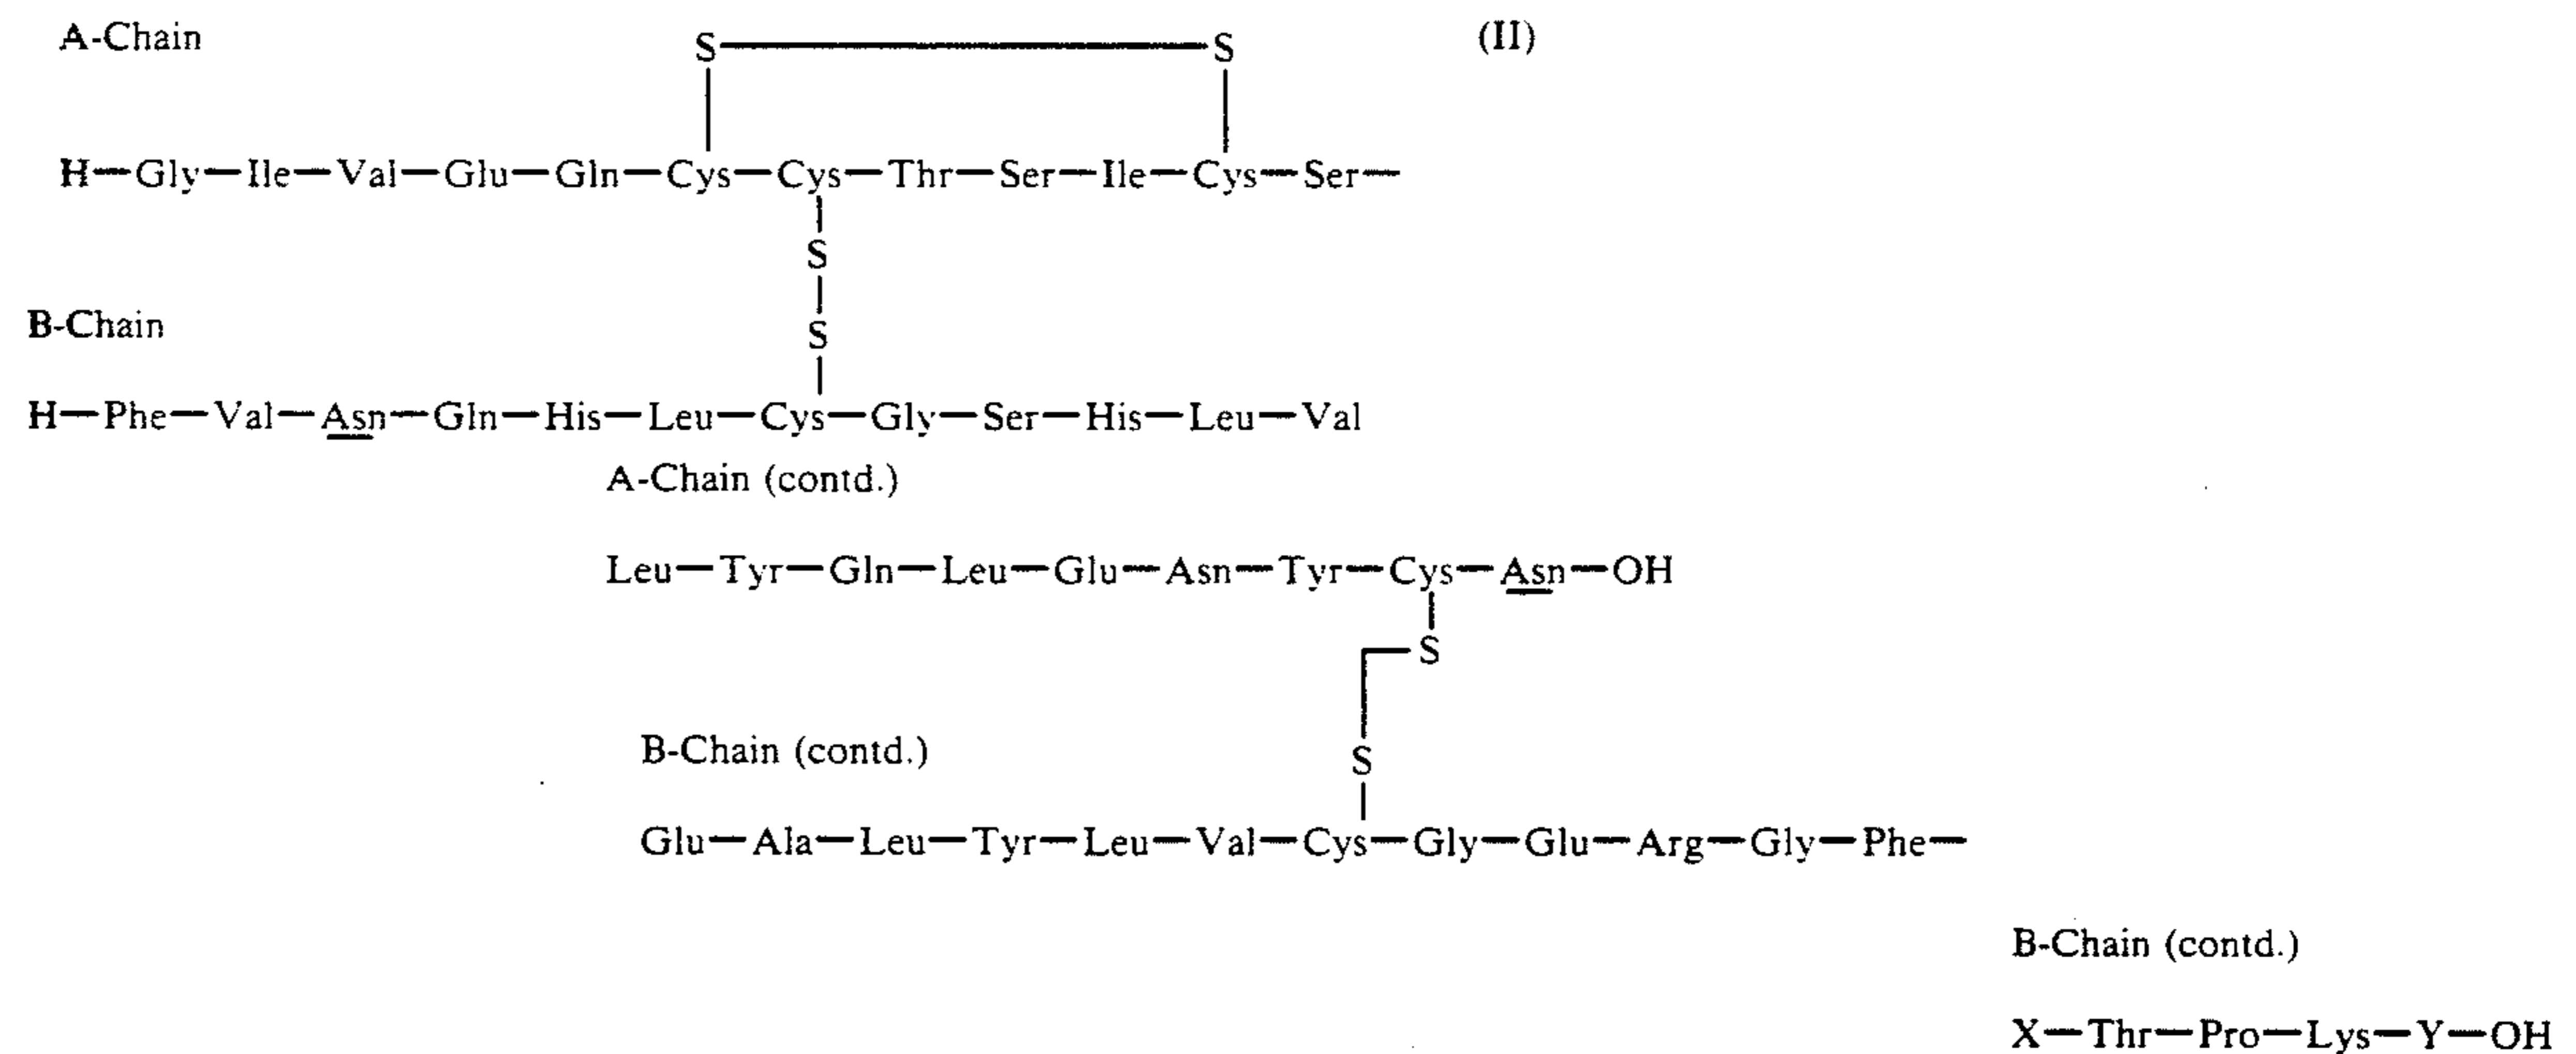 A-Chain
S—S (II)
H—Gly—Ile—Val—Glu—Gln—Cys—Cys—Thr—Ser—Ile—Cys—Ser—
S
B-Chain
S
H—Phe—Val—Asn—Gln—His—Leu—Cys—Gly—Ser—His—Leu—Val
A-Chain (contd.)
Leu—Tyr—Gln—Leu—Glu—Asn—Tyr—Cys—Asn—OH
S
B-Chain (contd.)
S
Glu—Ala—Leu—Tyr—Leu—Val—Cys—Gly—Glu—Arg—Gly—Phe—
B-Chain (contd.)
X—Thr—Pro—Lys—Y—OH